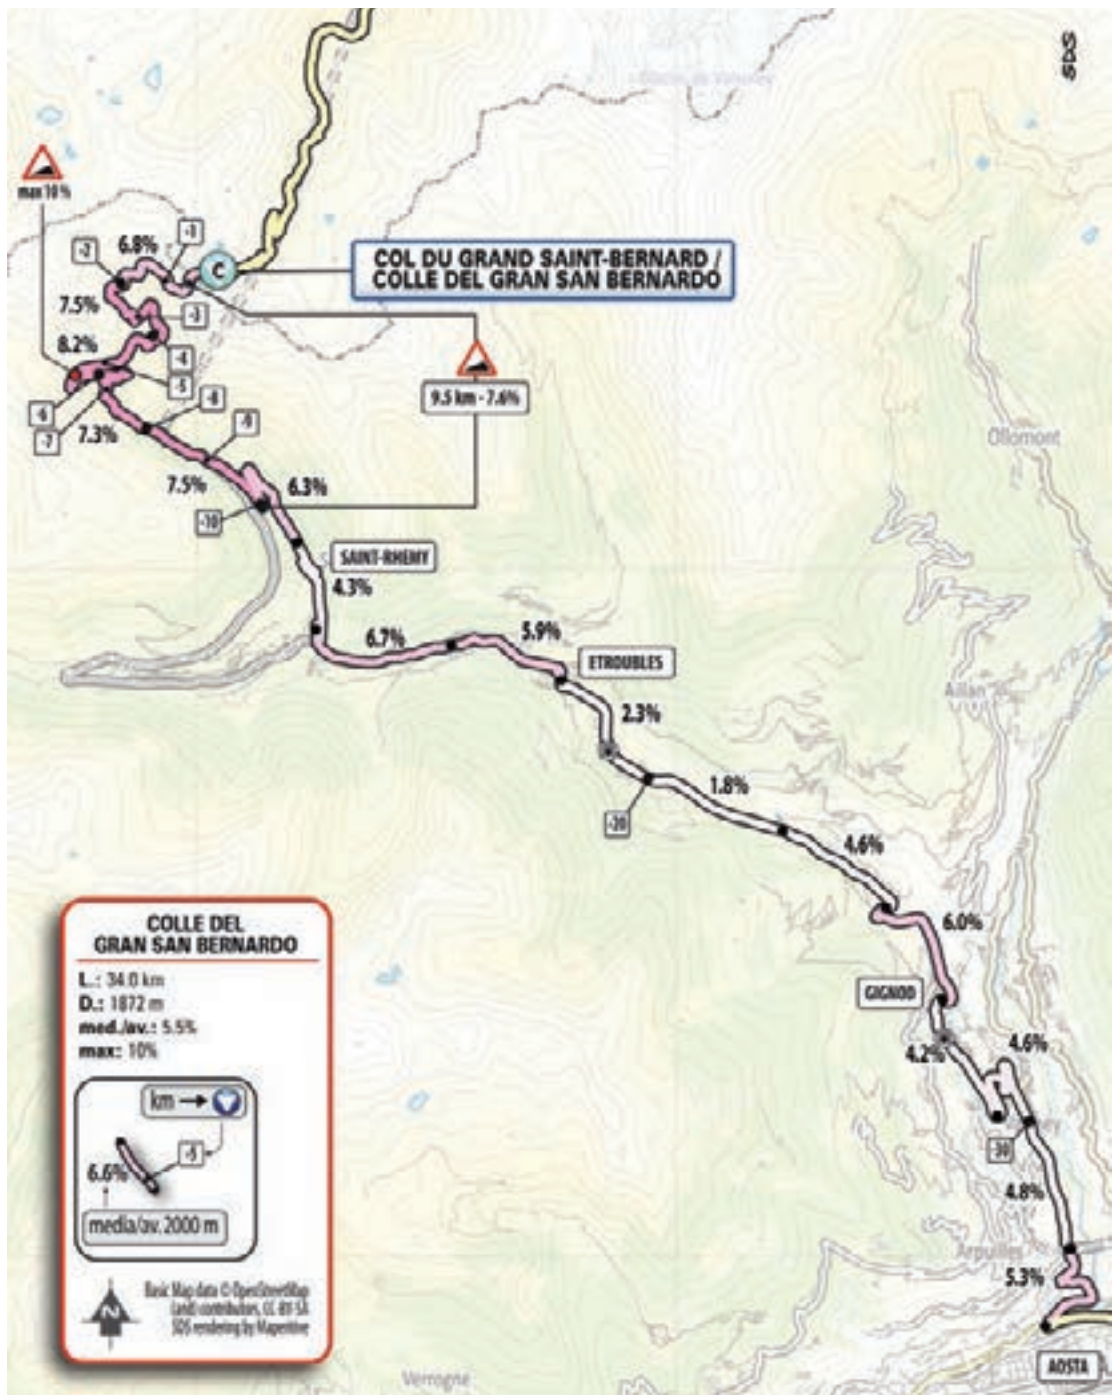 SDS
max 10%
-1
6.8%
-2
C
COL DU GRAND SAINT-BERNARD /
COLLE DEL GRAN SAN BERNARDO
7.5%
-3
8.2%
-4
-5
-6
-8
9.5 km - 7.6%
-7
7.3%
-9
Ollomont
7.5%
6.3%
-10
SAINT-RHEMY
4.3%
6.7%
5.9%
ETROUBLES
2.3%
1.8%
-20
4.6%
COLLE DEL
GRAN SAN BERNARDO
L.: 34.0 km
D.: 1872 m
med./av.: 5.5%
max: 10%
km
-5
6.6%
media/av. 2000 m
N
Basic Map data © OpenStreetMap
(and) contributors, CC-BY-SA
SDS rendering by Maperitive
6.0%
GIGNOD
4.2%
4.6%
-30
4.8%
Arpuilles
5.3%
AOSTA
Verrogne